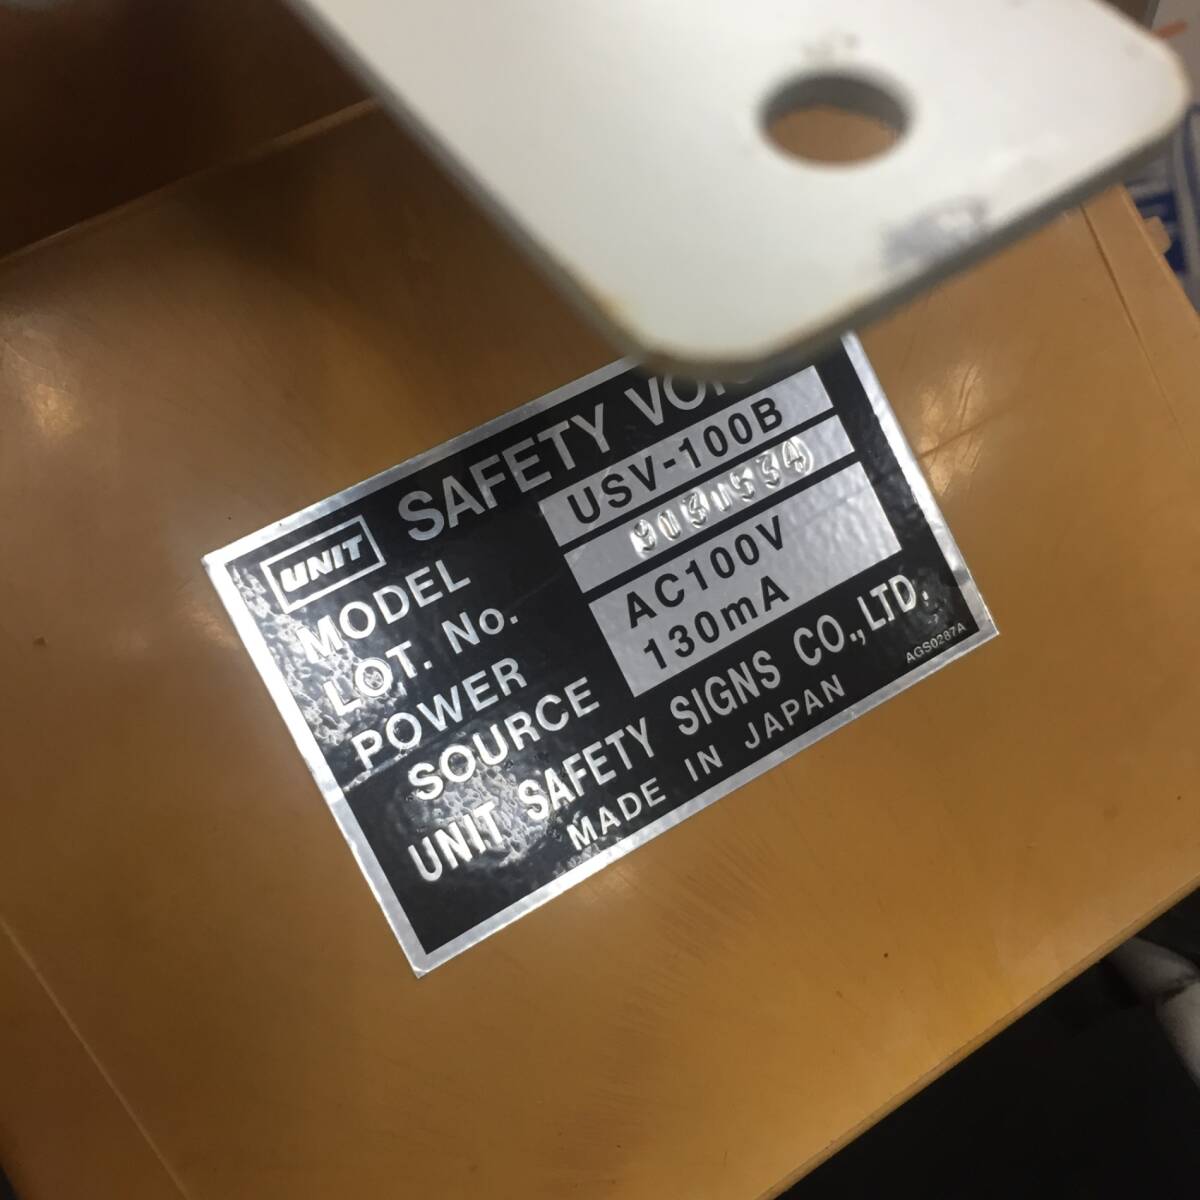 UNIT SAFETY
MODEL USV-100B
LOT. No. 9031534
POWER SOURCE AC100V 130mA
UNIT SAFETY SIGNS CO., LTD.
MADE IN JAPAN
AGS0287A